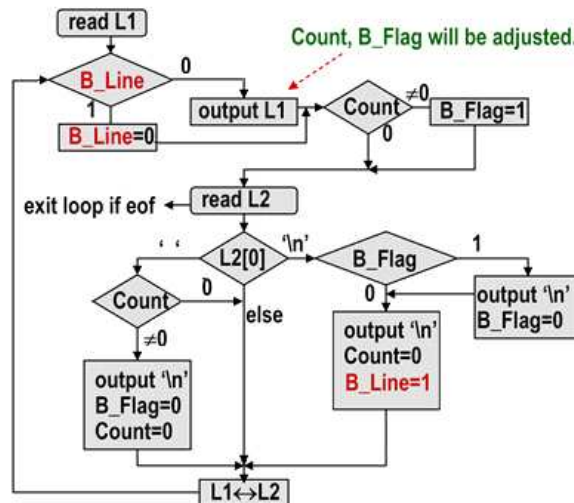 read L1
Count, B_Flag will be adjusted.
B_Line
0
1
output L1
Count
≠0
0
B_Flag=1
B_Line=0
read L2
exit loop if eof
‘ ‘
L2[0]
‘\n’
B_Flag
1
0
Count
0
else
≠0
output ‘\n’
B_Flag=0
output ‘\n’
Count=0
B_Line=1
output ‘\n’
B_Flag=0
Count=0
L1↔L2